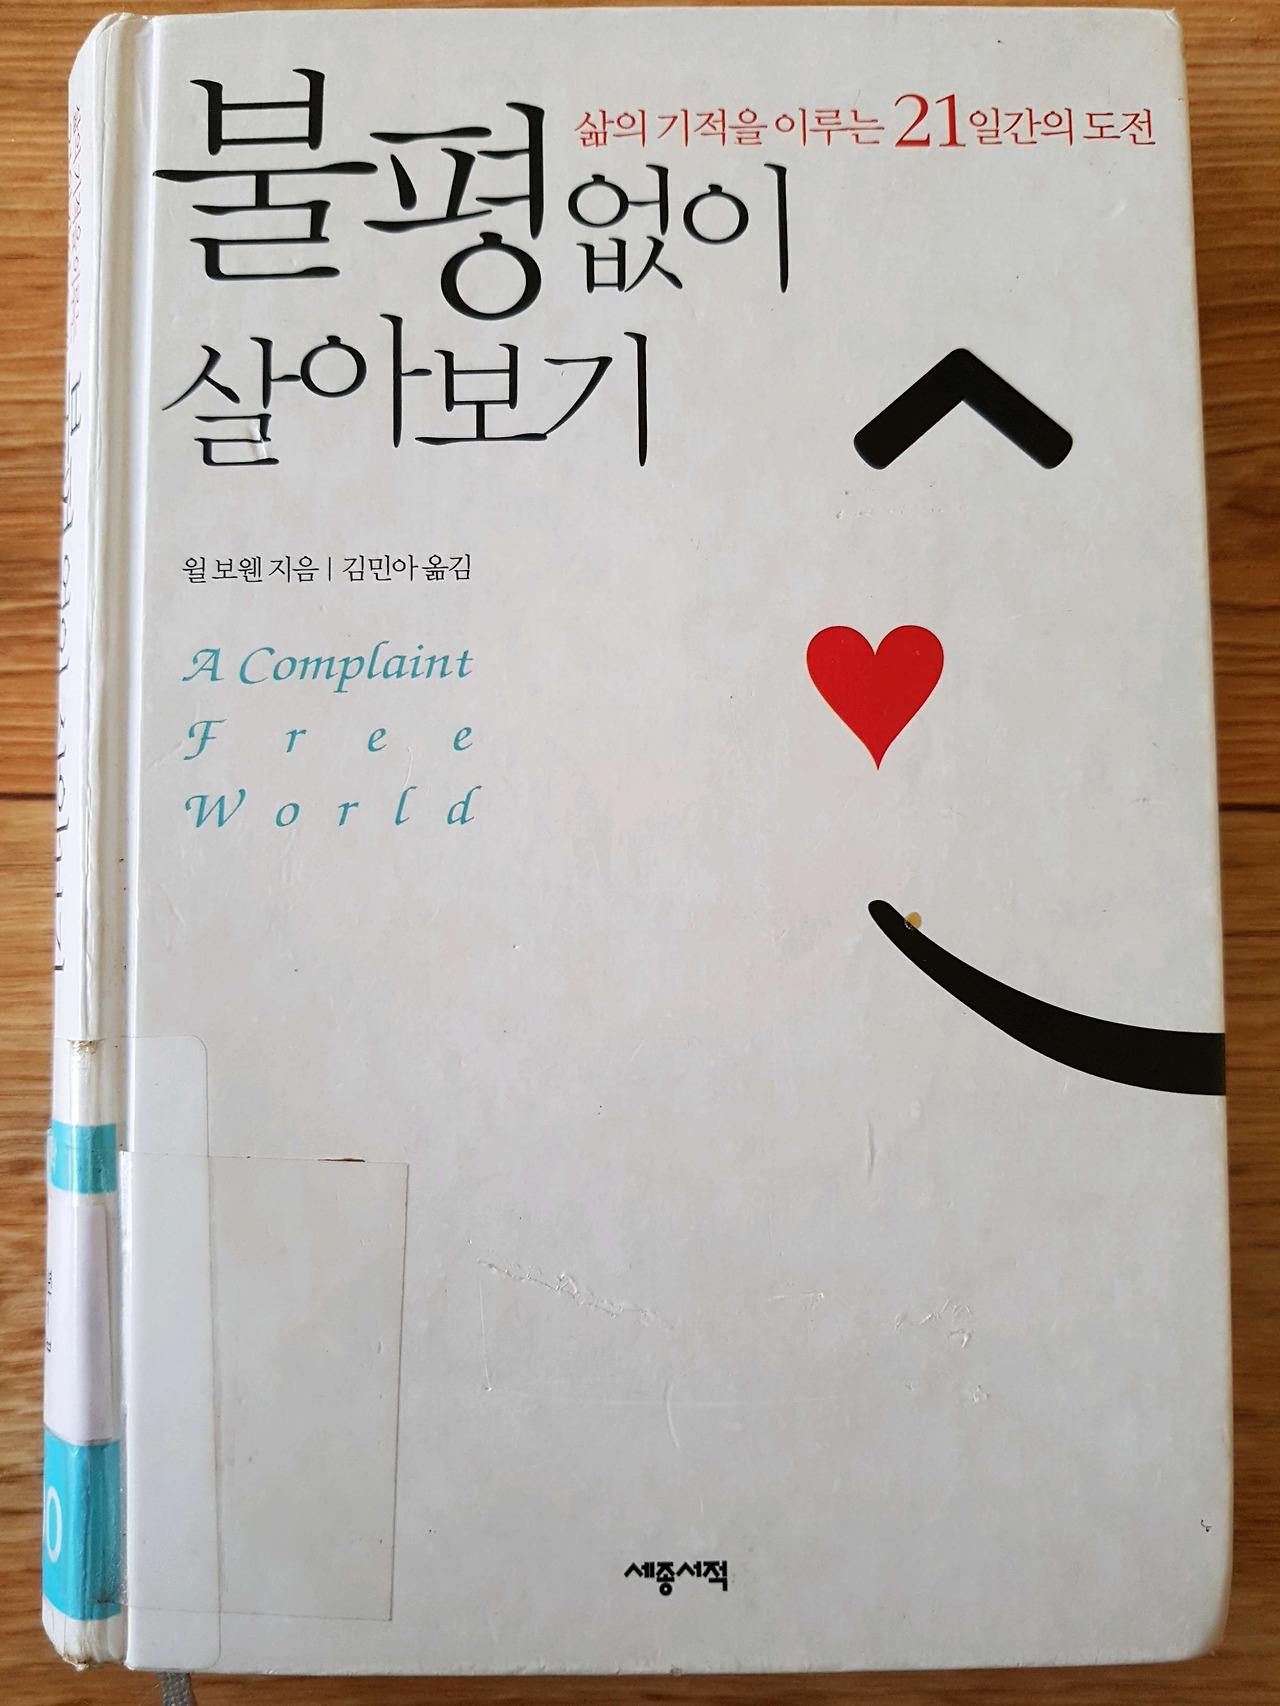 삶의 기적을 이루는 21일간의 도전
불평없이
살아보기
윌 보웬 지음 | 김민아 옮김
A Complaint
Free
World
세종서적